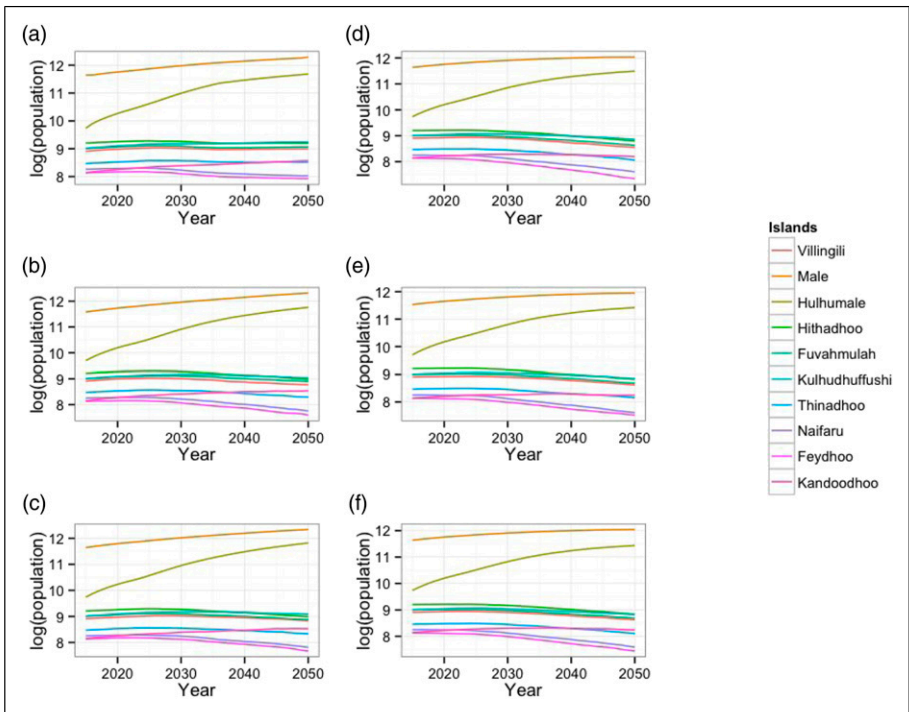 (a)
log(population)
12
11
10
9
8
2020 2030 2040 2050
Year
(d)
log(population)
12
11
10
9
8
2020 2030 2040 2050
Year
(b)
log(population)
12
11
10
9
8
2020 2030 2040 2050
Year
(e)
log(population)
12
11
10
9
8
2020 2030 2040 2050
Year
(c)
log(population)
12
11
10
9
8
2020 2030 2040 2050
Year
(f)
log(population)
12
11
10
9
8
2020 2030 2040 2050
Year
Islands
Villingili
Male
Hulhumale
Hithadhoo
Fuvahmulah
Kulhudhuffushi
Thinadhoo
Naifaru
Feydhoo
Kandoodhoo